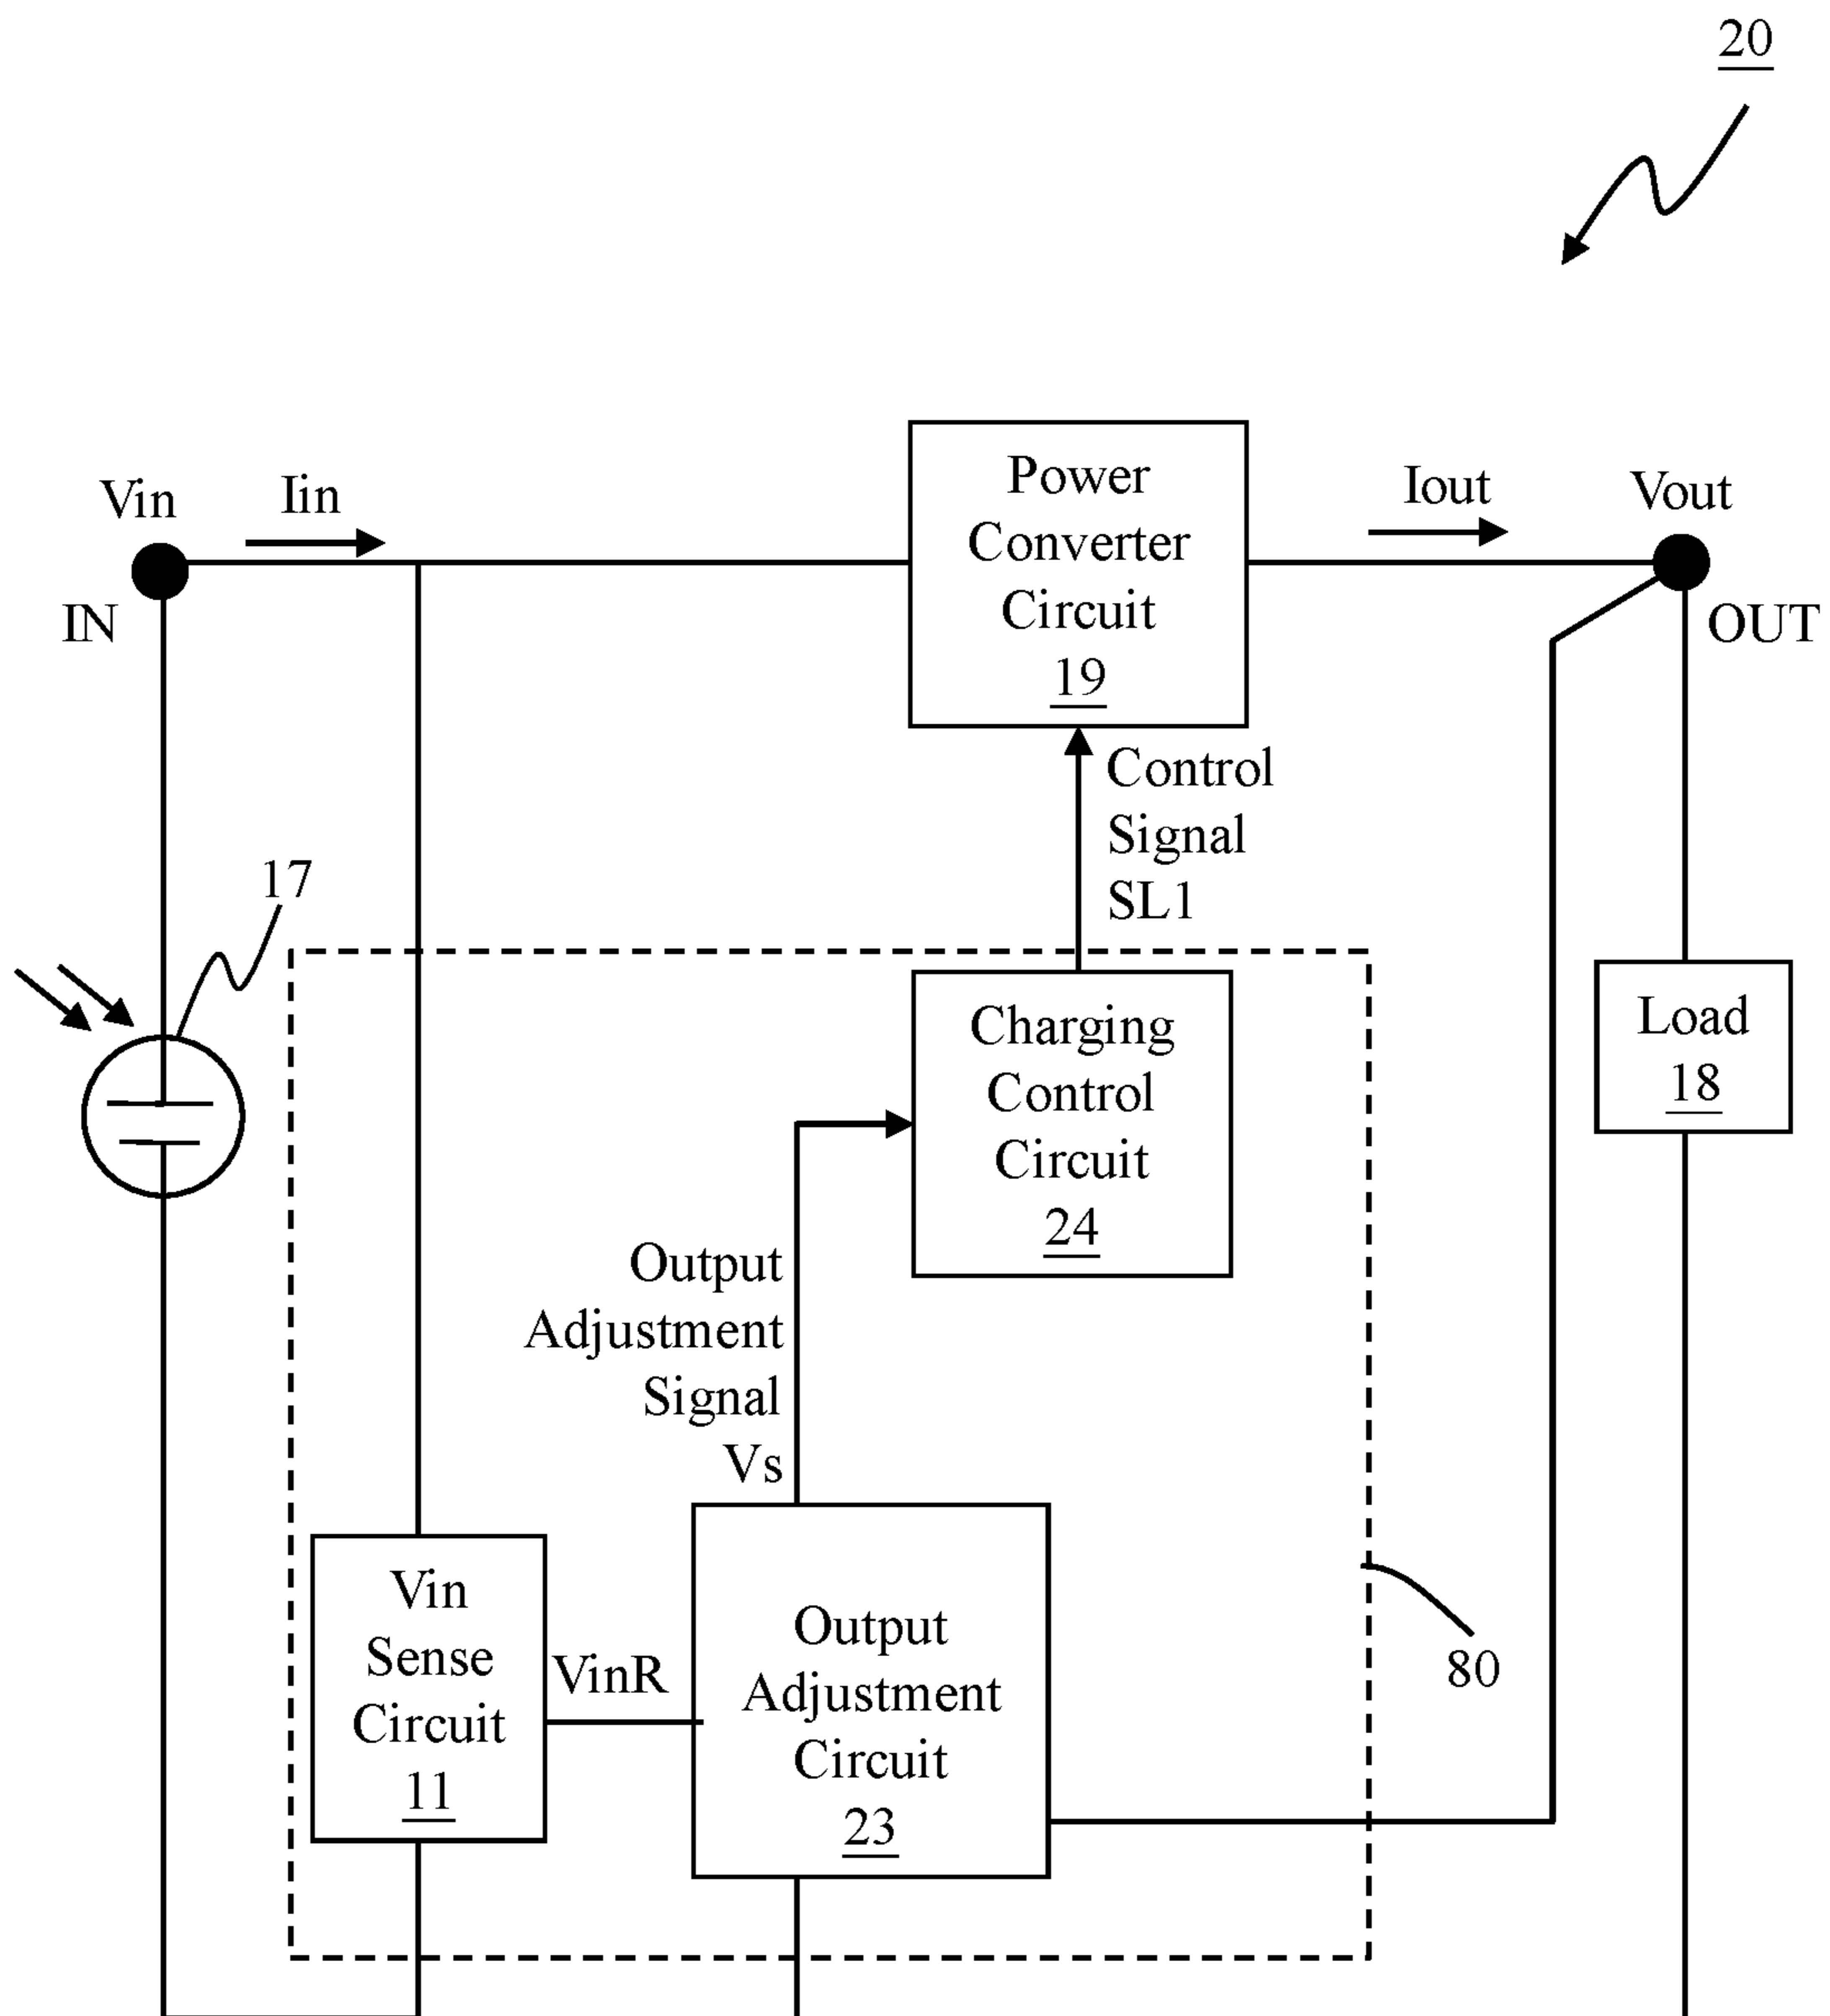 20
Vin
Iin
IN
Power
Converter
Circuit
19
Iout
Vout
OUT
Control
Signal
SL1
17
Charging
Control
Circuit
24
Load
18
Output
Adjustment
Signal
Vs
Vin
Sense
Circuit
11
VinR
Output
Adjustment
Circuit
23
80